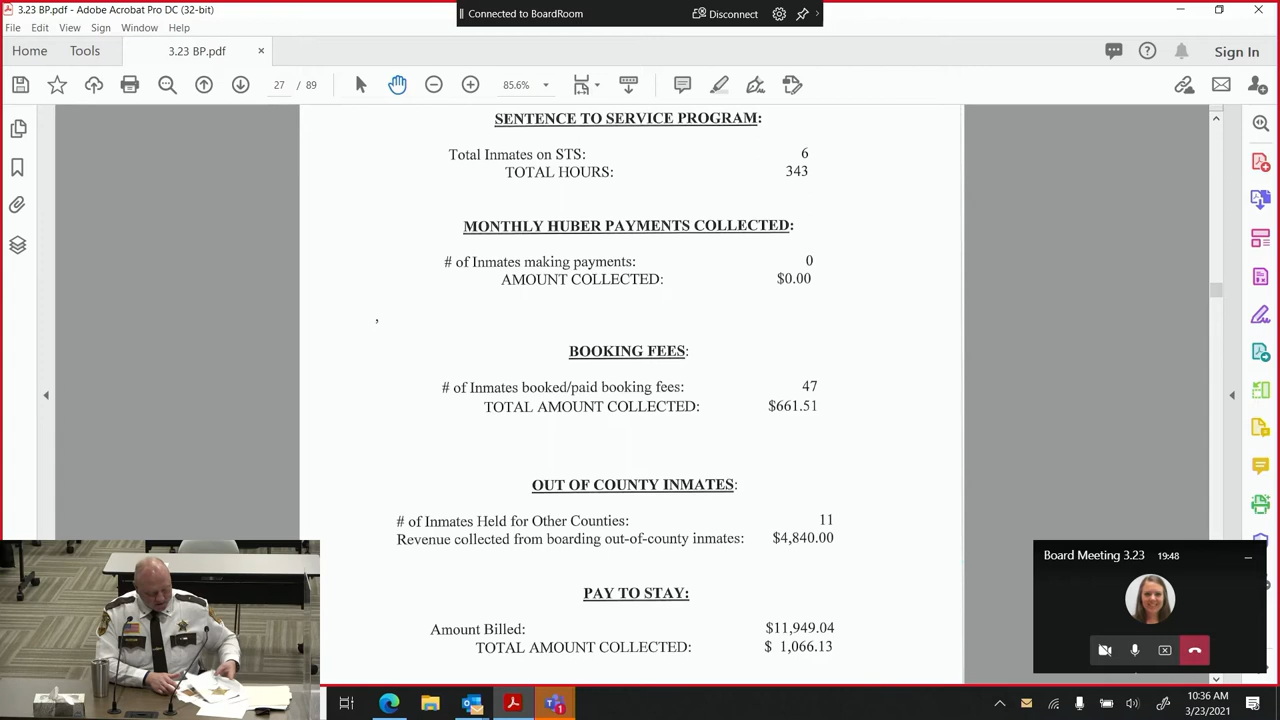 3.23 BP.pdf - Adobe Acrobat Pro DC (32-bit)
Connected to BoardRoom
Disconnect
File Edit View Sign Window Help
Home Tools 3.23 BP.pdf
Sign In
27 / 89
85.6%
SENTENCE TO SERVICE PROGRAM:
Total Inmates on STS: 6
TOTAL HOURS: 343
MONTHLY HUBER PAYMENTS COLLECTED:
# of Inmates making payments: 0
AMOUNT COLLECTED: $0.00
,
BOOKING FEES:
# of Inmates booked/paid booking fees: 47
TOTAL AMOUNT COLLECTED: $661.51
OUT OF COUNTY INMATES:
# of Inmates Held for Other Counties: 11
Revenue collected from boarding out-of-county inmates: $4,840.00
PAY TO STAY:
Amount Billed: $11,949.04
TOTAL AMOUNT COLLECTED: $ 1,066.13
Board Meeting 3.23 19:48
10:36 AM
3/23/2021